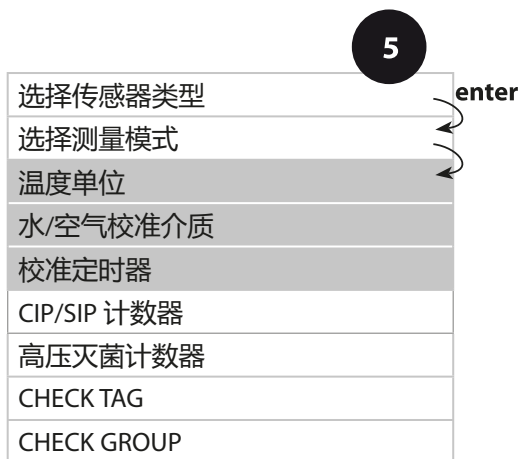 5
选择传感器类型 enter
选择测量模式
温度单位
水/空气校准介质
校准定时器
CIP/SIP 计数器
高压灭菌计数器
CHECK TAG
CHECK GROUP